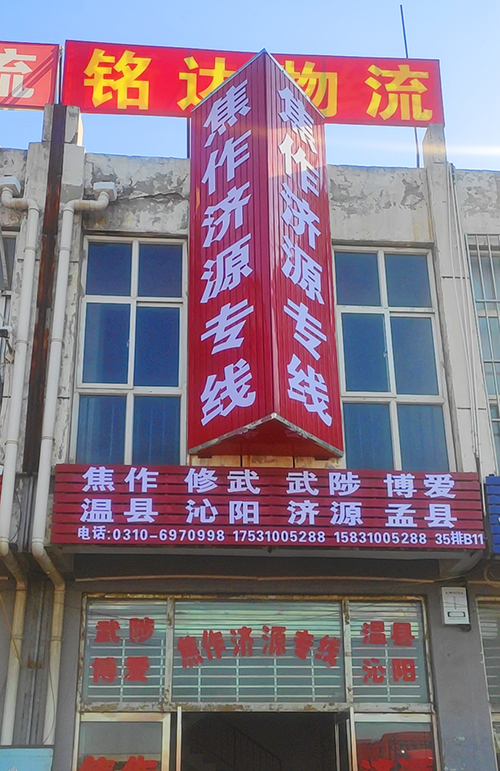 流
铭达物流
焦作济源专线
焦作济源专线
焦作 修武 武陟 博爱
温县 沁阳 济源 孟县
电话:0310-6970998 17531005288 15831005288 35排B11
武陟
博爱
焦作济源专线
温县
沁阳
焦作